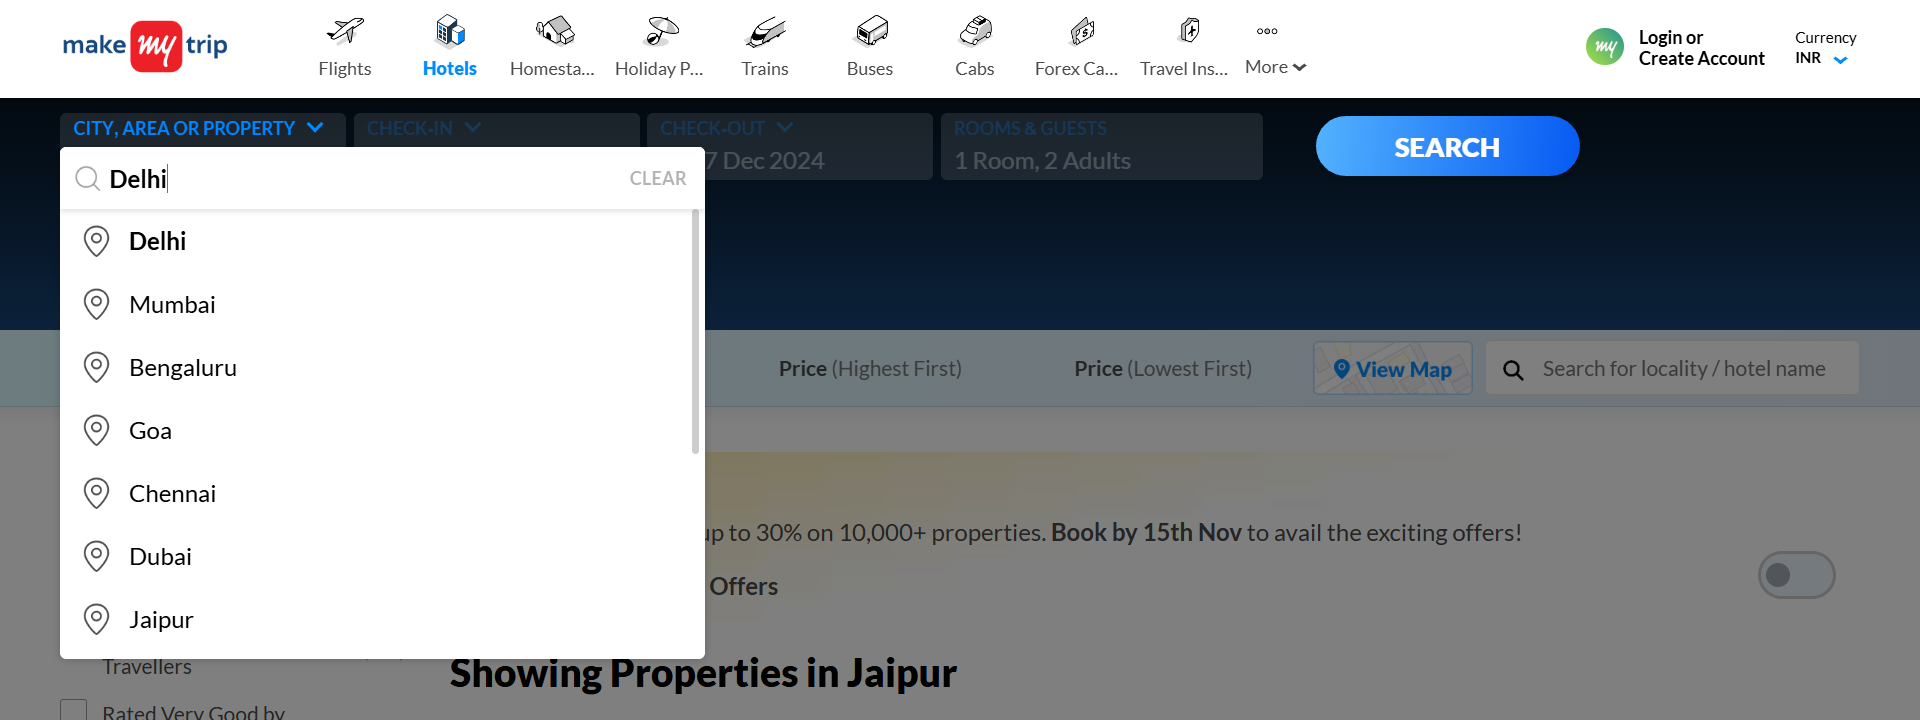 make my trip
Flights
Hotels
Homesta...
Holiday P...
Trains
Buses
Cabs
Forex Ca...
Travel Ins...
More
my
Login or
Create Account
Currency
INR
CITY, AREA OR PROPERTY
CHECK-IN
CHECK-OUT
7 Dec 2024
ROOMS & GUESTS
1 Room, 2 Adults
SEARCH
Delhi
CLEAR
Delhi
Mumbai
Bengaluru
Goa
Chennai
Dubai
Jaipur
Price (Highest First)
Price (Lowest First)
View Map
Search for locality / hotel name
up to 30% on 10,000+ properties. Book by 15th Nov to avail the exciting offers!
Offers
Travellers
Showing Properties in Jaipur
Rated Very Good by